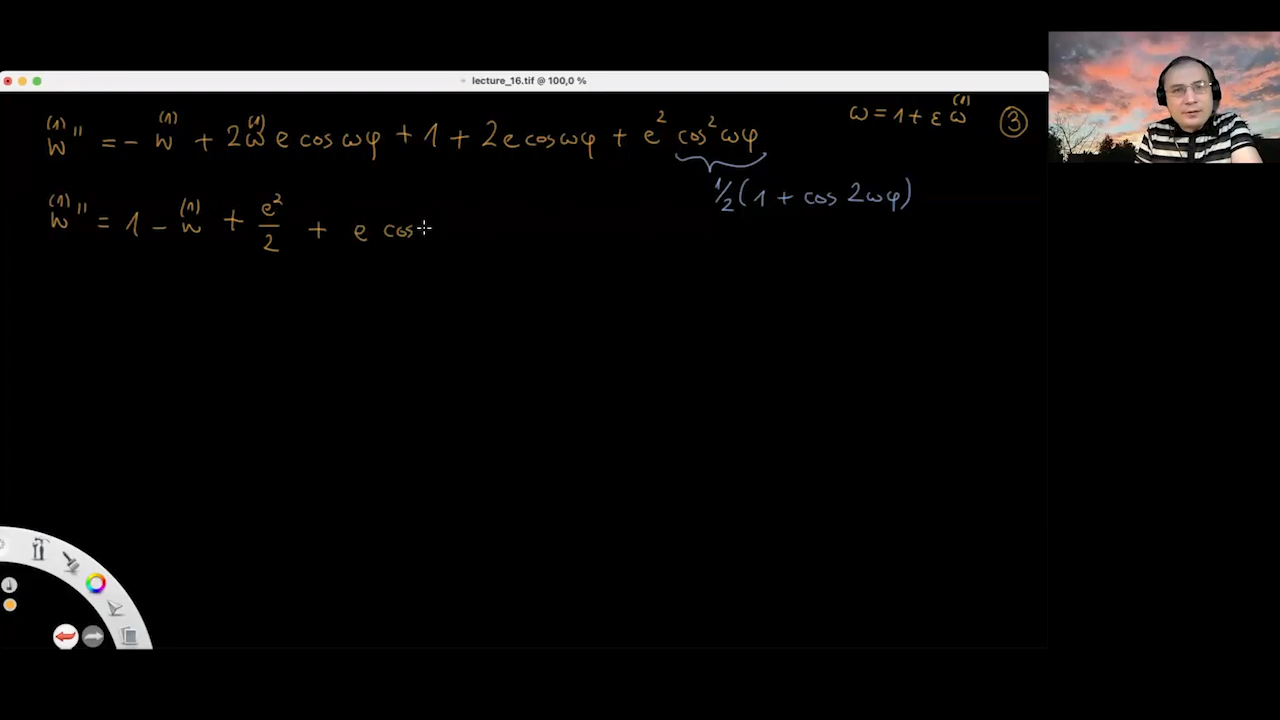 lecture_16.tif @ 100,0 %
w⁽¹⁾'' = − w⁽¹⁾ + 2ω⁽¹⁾ e cos ωφ + 1 + 2e cos ωφ + e² cos² ωφ
ω = 1 + ε ω⁽¹⁾
③
½(1 + cos 2ωφ)
w⁽¹⁾'' = 1 − w⁽¹⁾ + e²/2 + e cos